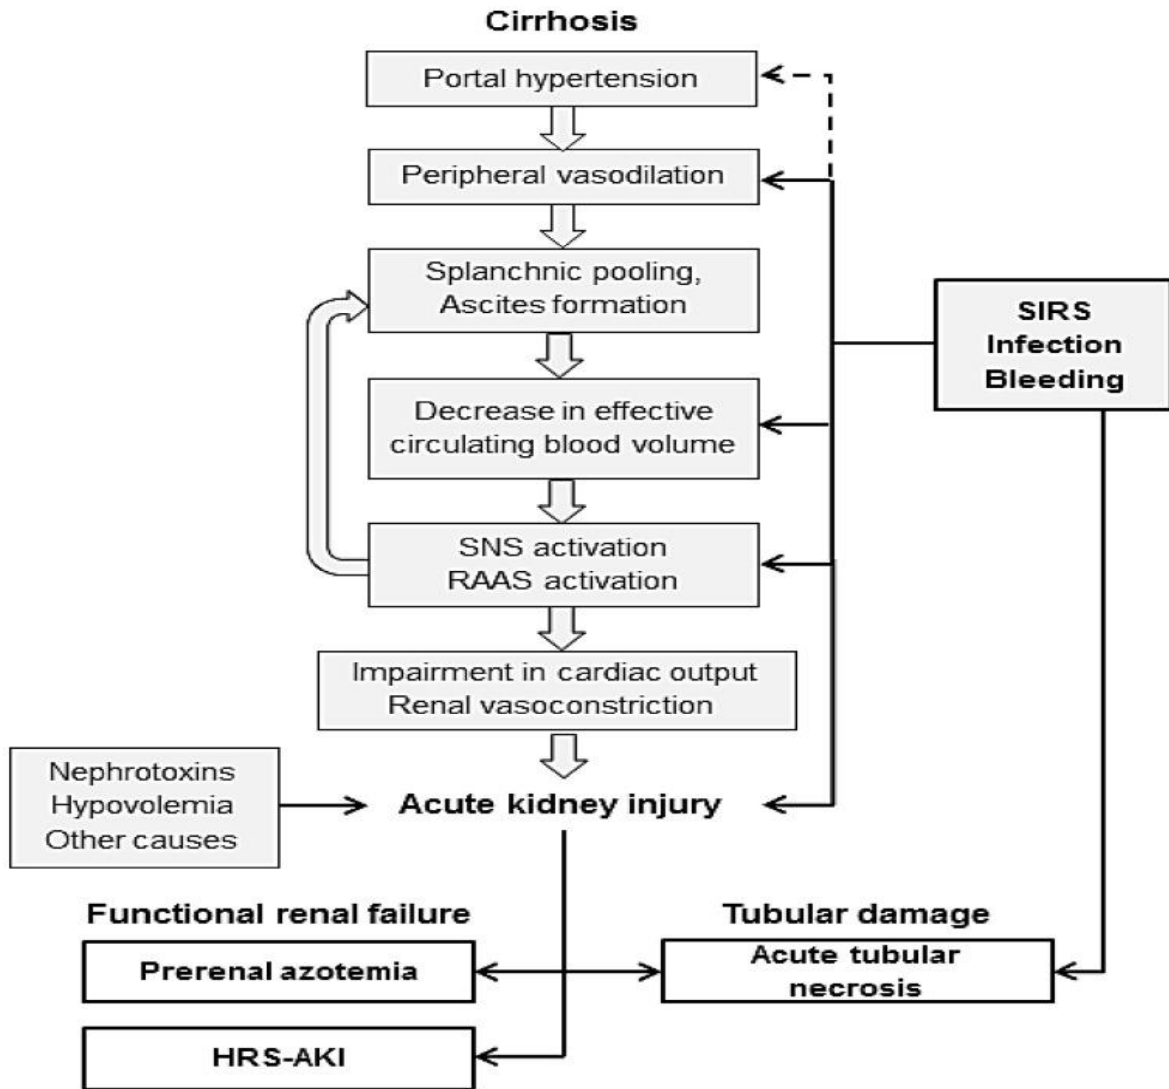 Cirrhosis
Portal hypertension
Peripheral vasodilation
Splanchnic pooling,
Ascites formation
SIRS
Infection
Bleeding
Decrease in effective
circulating blood volume
SNS activation
RAAS activation
Impairment in cardiac output
Renal vasoconstriction
Nephrotoxins
Hypovolemia
Other causes
Acute kidney injury
Functional renal failure
Prerenal azotemia
HRS-AKI
Tubular damage
Acute tubular
necrosis